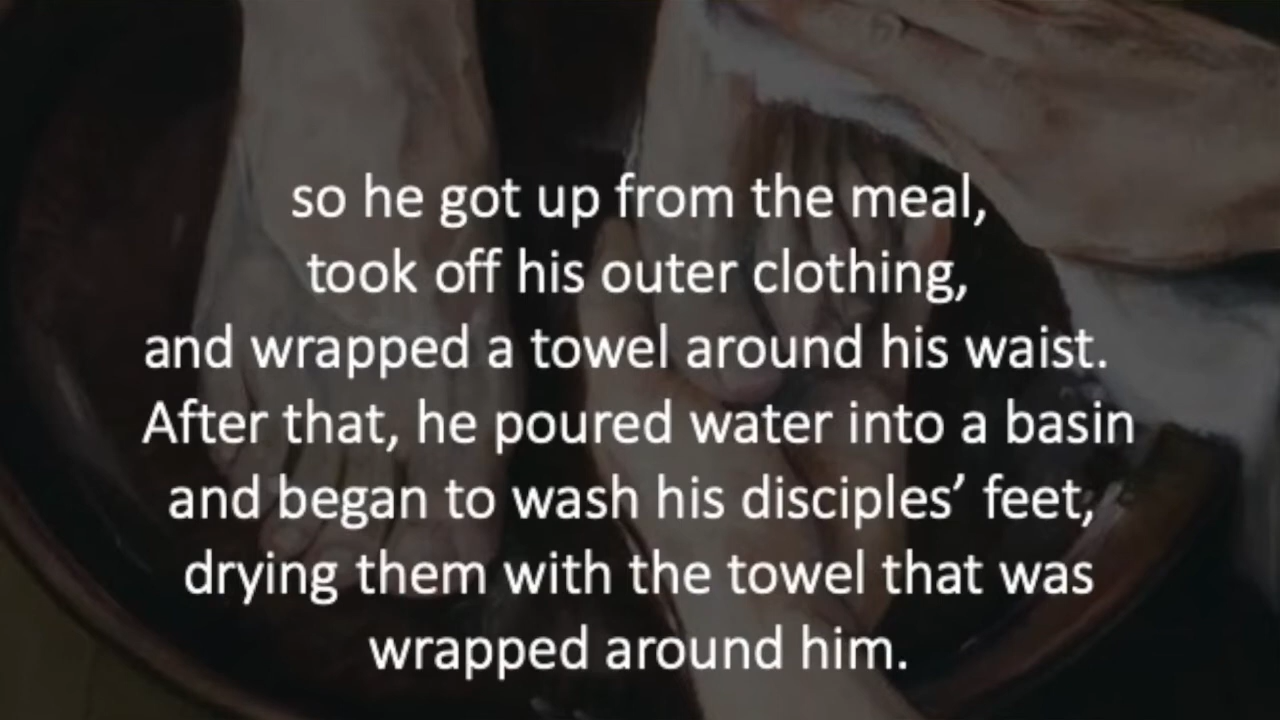 so he got up from the meal,
took off his outer clothing,
and wrapped a towel around his waist.
After that, he poured water into a basin
and began to wash his disciples’ feet,
drying them with the towel that was
wrapped around him.